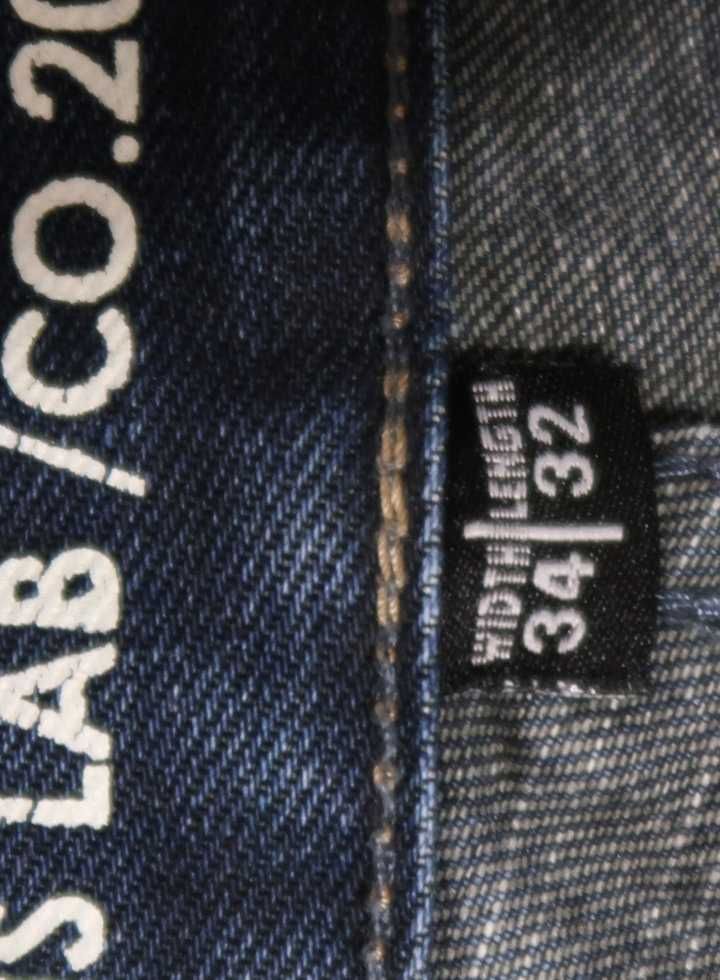 S LAB /CO.20
WIDTH LENGTH
34 32